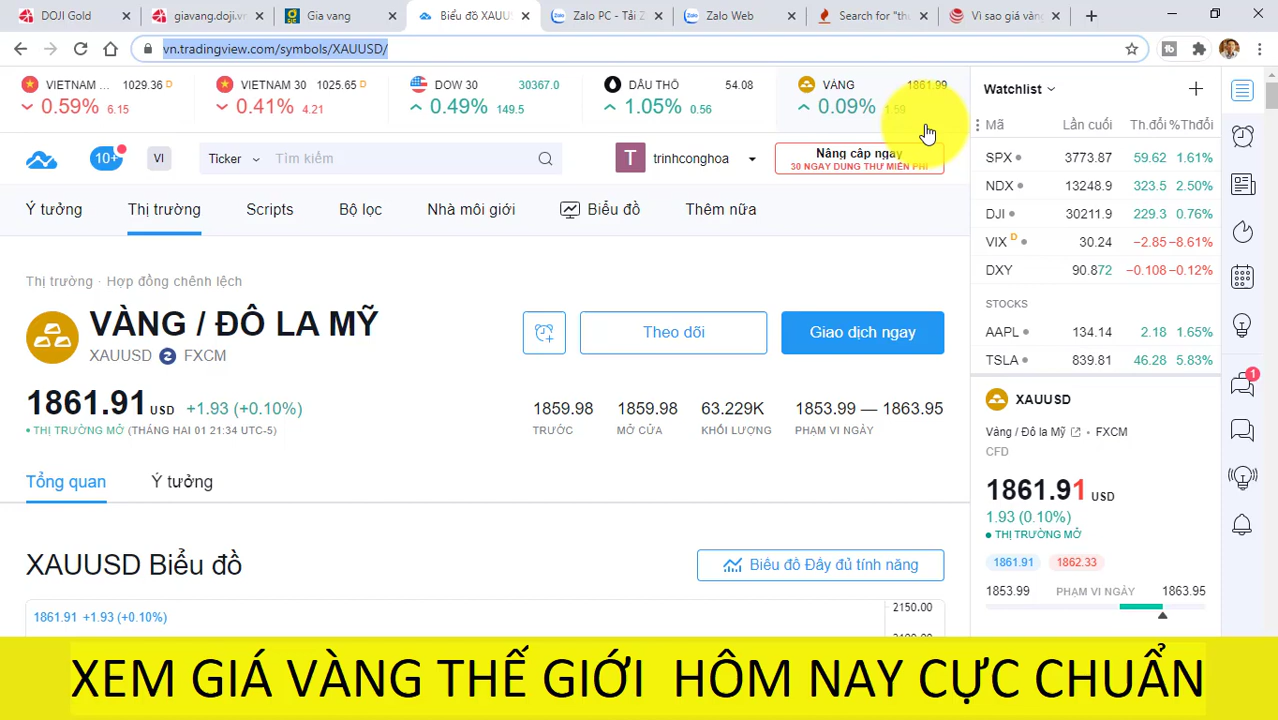 DOJI Gold
giavang.doji.vn
Gia vang
Biểu đồ XAUU
Zalo PC - Tải Z
Zalo Web
Search for "thu
Vì sao giá vàng
vn.tradingview.com/symbols/XAUUSD/
VIETNAM ... 1029.36 D
0.59% 6.15
VIETNAM 30 1025.65 D
0.41% 4.21
DOW 30 30367.0
0.49% 149.5
DẦU THÔ 54.08
1.05% 0.56
VÀNG 1861.99
0.09% 1.59
10+
VI
Ticker
Tìm kiếm
T
trinhconghoa
Nâng cấp ngay
30 NGÀY DÙNG THỬ MIỄN PHÍ
Ý tưởng
Thị trường
Scripts
Bộ lọc
Nhà môi giới
Biểu đồ
Thêm nữa
Thị trường · Hợp đồng chênh lệch
VÀNG / ĐÔ LA MỸ
XAUUSD FXCM
Theo dõi
Giao dịch ngay
1861.91 USD +1.93 (+0.10%)
• THỊ TRƯỜNG MỞ (THÁNG HAI 01 21:34 UTC-5)
1859.98
TRƯỚC
1859.98
MỞ CỬA
63.229K
KHỐI LƯỢNG
1853.99 — 1863.95
PHẠM VI NGÀY
Tổng quan
Ý tưởng
XAUUSD Biểu đồ
Biểu đồ Đầy đủ tính năng
1861.91 +1.93 (+0.10%)
2150.00
Watchlist
Mã Lần cuối Th.đổi %Thđổi
SPX 3773.87 59.62 1.61%
NDX 13248.9 323.5 2.50%
DJI 30211.9 229.3 0.76%
VIX D 30.24 −2.85 −8.61%
DXY 90.872 −0.108 −0.12%
STOCKS
AAPL 134.14 2.18 1.65%
TSLA 839.81 46.28 5.83%
1
XAUUSD
Vàng / Đô la Mỹ • FXCM
CFD
1861.91 USD
1.93 (0.10%)
• THỊ TRƯỜNG MỞ
1861.91 1862.33
1853.99 PHẠM VI NGÀY 1863.95
XEM GIÁ VÀNG THẾ GIỚI HÔM NAY CỰC CHUẨN